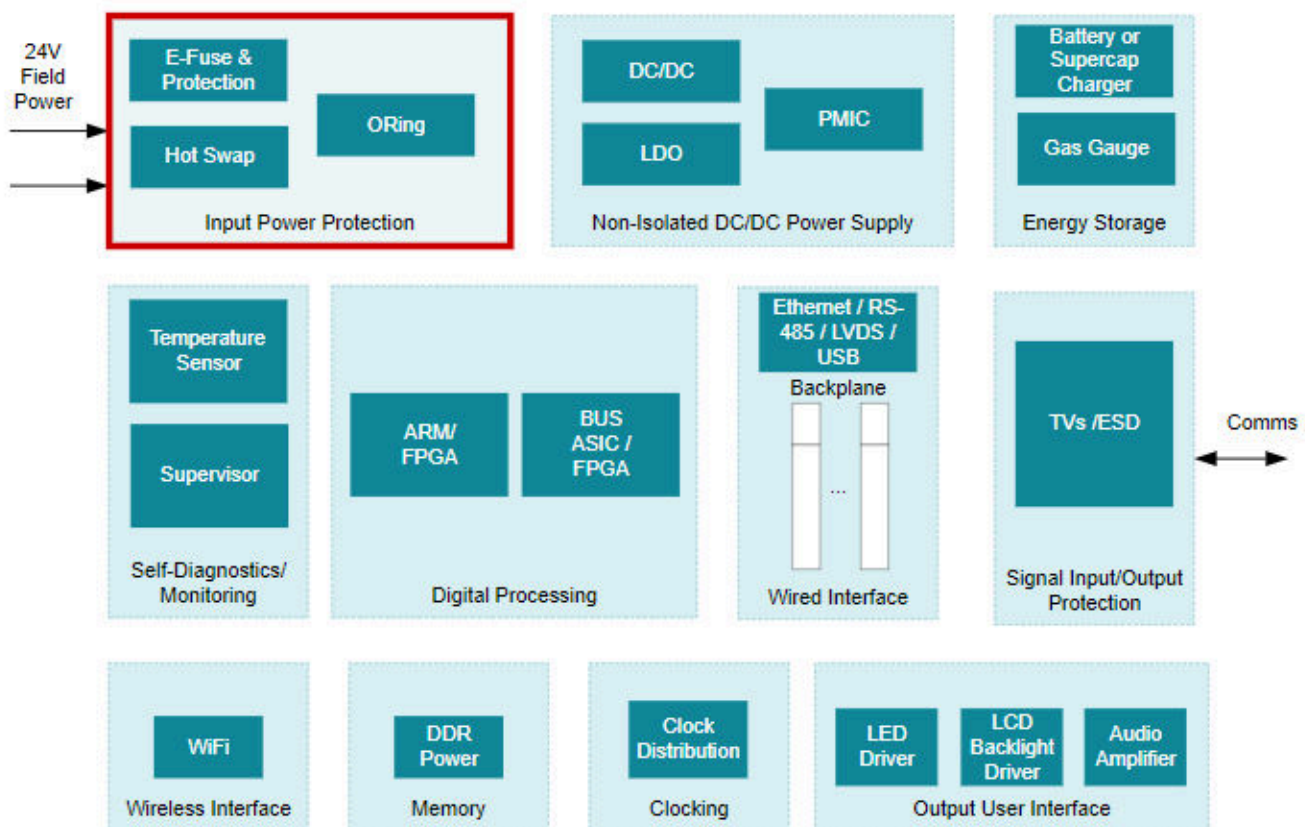 24V
Field
Power
E-Fuse &
Protection
Hot Swap
ORing
Input Power Protection
DC/DC
LDO
PMIC
Non-Isolated DC/DC Power Supply
Battery or
Supercap
Charger
Gas Gauge
Energy Storage
Temperature
Sensor
Supervisor
Self-Diagnostics/
Monitoring
ARM/
FPGA
BUS
ASIC /
FPGA
Digital Processing
Ethernet / RS-
485 / LVDS /
USB
Backplane
...
Wired Interface
TVs /ESD
Signal Input/Output
Protection
Comms
WiFi
Wireless Interface
DDR
Power
Memory
Clock
Distribution
Clocking
LED
Driver
LCD
Backlight
Driver
Audio
Amplifier
Output User Interface